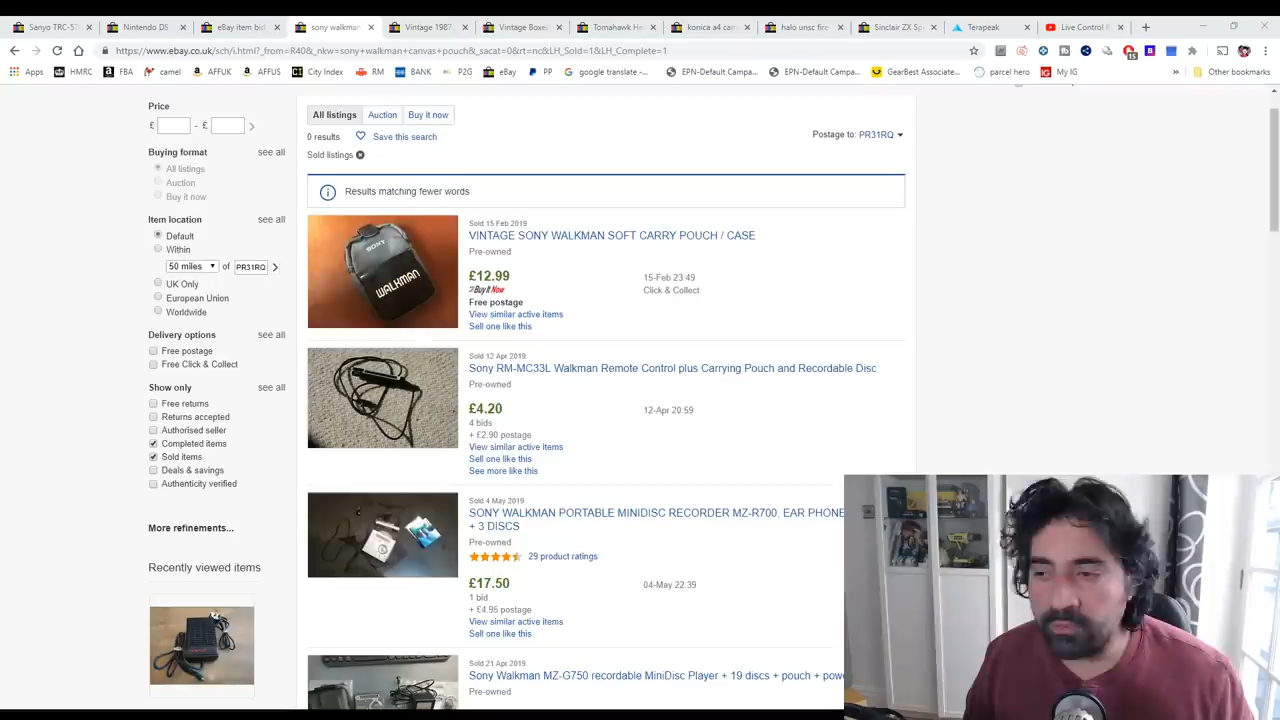 Sanyo TRC-57
Nintendo DS
eBay item bid
sony walkman
Vintage 1987
Vintage Boxed
Tomahawk He
konica a4 cam
halo unsc fire
Sinclair ZX Sp
Terapeak
Live Control R
https://www.ebay.co.uk/sch/i.html?_from=R40&_nkw=sony+walkman+canvas+pouch&_sacat=0&rt=nc&LH_Sold=1&LH_Complete=1
15
Apps
HMRC
FBA
camel
AFFUK
AFFUS
City Index
RM
BANK
P2G
eBay
PP
google translate -...
EPN-Default Campa...
EPN-Default Campa...
GearBest Associate...
parcel hero
My IG
»
Other bookmarks
Price
£ - £
Buying format see all
All listings
Auction
Buy it now
Item location see all
Default
Within
50 miles of PR31RQ
UK Only
European Union
Worldwide
Delivery options see all
Free postage
Free Click & Collect
Show only see all
Free returns
Returns accepted
Authorised seller
Completed items
Sold items
Deals & savings
Authenticity verified
More refinements...
Recently viewed items
All listings Auction Buy it now
0 results Save this search
Postage to: PR31RQ
Sold listings
Results matching fewer words
SONY
WALKMAN
Sold 15 Feb 2019
VINTAGE SONY WALKMAN SOFT CARRY POUCH / CASE
Pre-owned
£12.99 15-Feb 23:49
Buy It Now Click & Collect
Free postage
View similar active items
Sell one like this
Sold 12 Apr 2019
Sony RM-MC33L Walkman Remote Control plus Carrying Pouch and Recordable Disc
Pre-owned
£4.20 12-Apr 20:59
4 bids
+ £2.90 postage
View similar active items
Sell one like this
See more like this
Sold 4 May 2019
SONY WALKMAN PORTABLE MINIDISC RECORDER MZ-R700, EAR PHONE
+ 3 DISCS
Pre-owned
29 product ratings
£17.50 04-May 22:39
1 bid
+ £4.95 postage
View similar active items
Sell one like this
Sold 21 Apr 2019
Sony Walkman MZ-G750 recordable MiniDisc Player + 19 discs + pouch + pow
Pre-owned